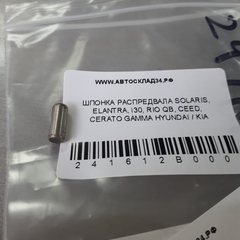 WWW.АВТОСКЛАД34.РФ
ШПОНКА РАСПРЕДВАЛА SOLARIS,
ELANTRA, i30, RIO QB, CEED,
CERATO GAMMA HYUNDAI / KIA
241612B000